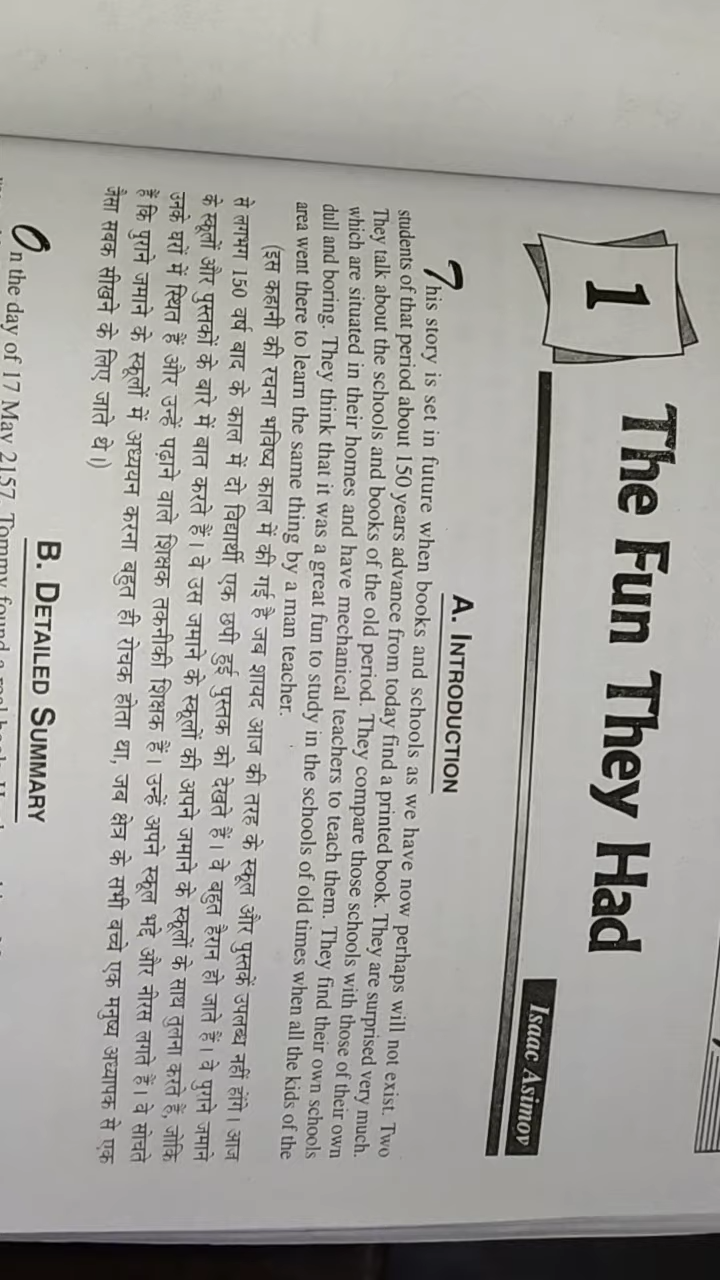 1
The Fun They Had
Isaac Asimov
A. INTRODUCTION
This story is set in future when books and schools as we have now perhaps will not exist. Two
students of that period about 150 years advance from today find a printed book. They are surprised very much.
They talk about the schools and books of the old period. They compare those schools with those of their own
which are situated in their homes and have mechanical teachers to teach them. They find their own schools
dull and boring. They think that it was a great fun to study in the schools of old times when all the kids of the
area went there to learn the same thing by a man teacher.
(इस कहानी की रचना भविष्य काल में की गई है जब शायद आज की तरह के स्कूल और पुस्तकें उपलब्ध नहीं होंगे। आज
से लगभग 150 वर्ष बाद के काल में दो विद्यार्थी एक छपी हुई पुस्तक को देखते हैं। वे बहुत हैरान हो जाते हैं। वे पुराने जमाने
के स्कूलों और पुस्तकों के बारे में बात करते हैं। वे उस जमाने के स्कूलों की अपने जमाने के स्कूलों के साथ तुलना करते हैं, जोकि
उनके घरों में स्थित हैं और उन्हें पढ़ाने वाले शिक्षक तकनीकी शिक्षक हैं। उन्हें अपने स्कूल भद्दे और नीरस लगते हैं। वे सोचते
हैं कि पुराने जमाने के स्कूलों में अध्ययन करना बहुत ही रोचक होता था, जब क्षेत्र के सभी बच्चे एक मनुष्य अध्यापक से एक
जैसा सबक सीखने के लिए जाते थे।)
B. DETAILED SUMMARY
On the day of 17 May 2157, Tommy found a real book